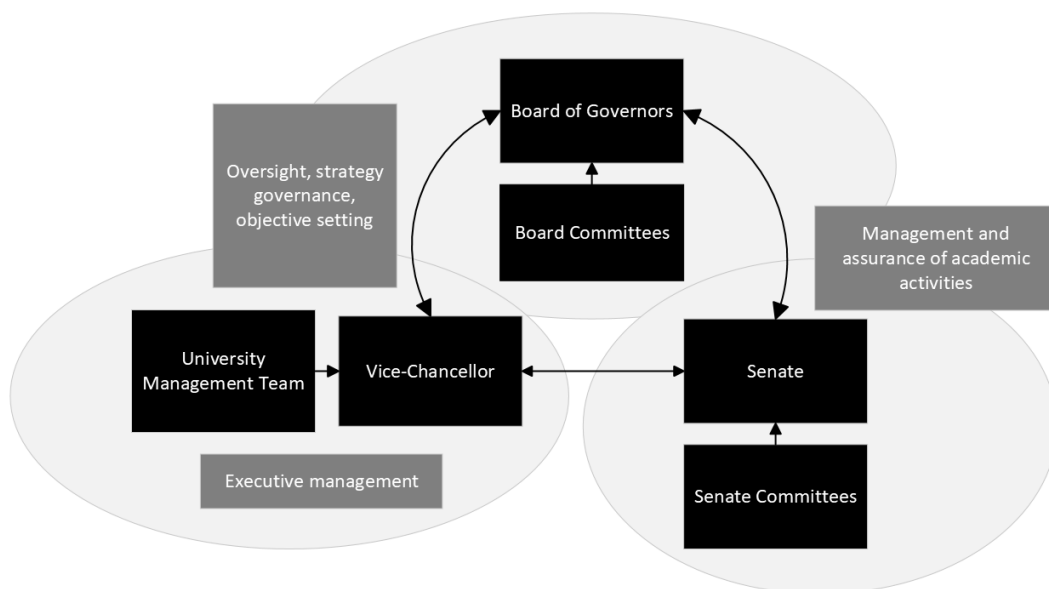 Board of Governors
Oversight, strategy
governance,
objective setting
Board Committees
Management and
assurance of academic
activities
University
Management Team
Vice-Chancellor
Senate
Executive management
Senate Committees